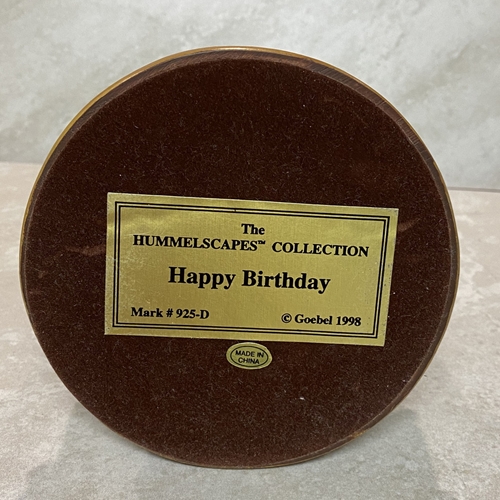 The
HUMMELSCAPES™ COLLECTION
Happy Birthday
Mark # 925-D © Goebel 1998
MADE IN
CHINA